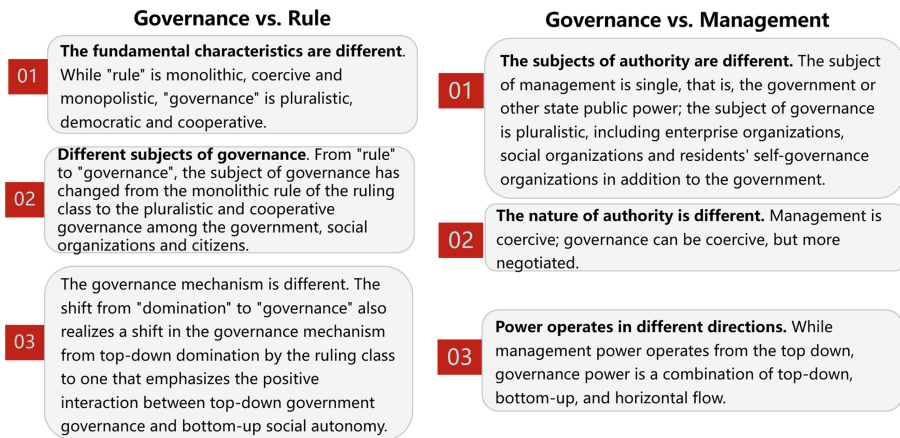 Governance vs. Rule
01
The fundamental characteristics are different.
While "rule" is monolithic, coercive and
monopolistic, "governance" is pluralistic,
democratic and cooperative.
02
Different subjects of governance. From "rule"
to "governance", the subject of governance has
changed from the monolithic rule of the ruling
class to the pluralistic and cooperative
governance among the government, social
organizations and citizens.
03
The governance mechanism is different. The
shift from "domination" to "governance" also
realizes a shift in the governance mechanism
from top-down domination by the ruling class
to one that emphasizes the positive
interaction between top-down government
governance and bottom-up social autonomy.
Governance vs. Management
01
The subjects of authority are different. The subject
of management is single, that is, the government or
other state public power; the subject of governance
is pluralistic, including enterprise organizations,
social organizations and residents' self-governance
organizations in addition to the government.
02
The nature of authority is different. Management is
coercive; governance can be coercive, but more
negotiated.
03
Power operates in different directions. While
management power operates from the top down,
governance power is a combination of top-down,
bottom-up, and horizontal flow.